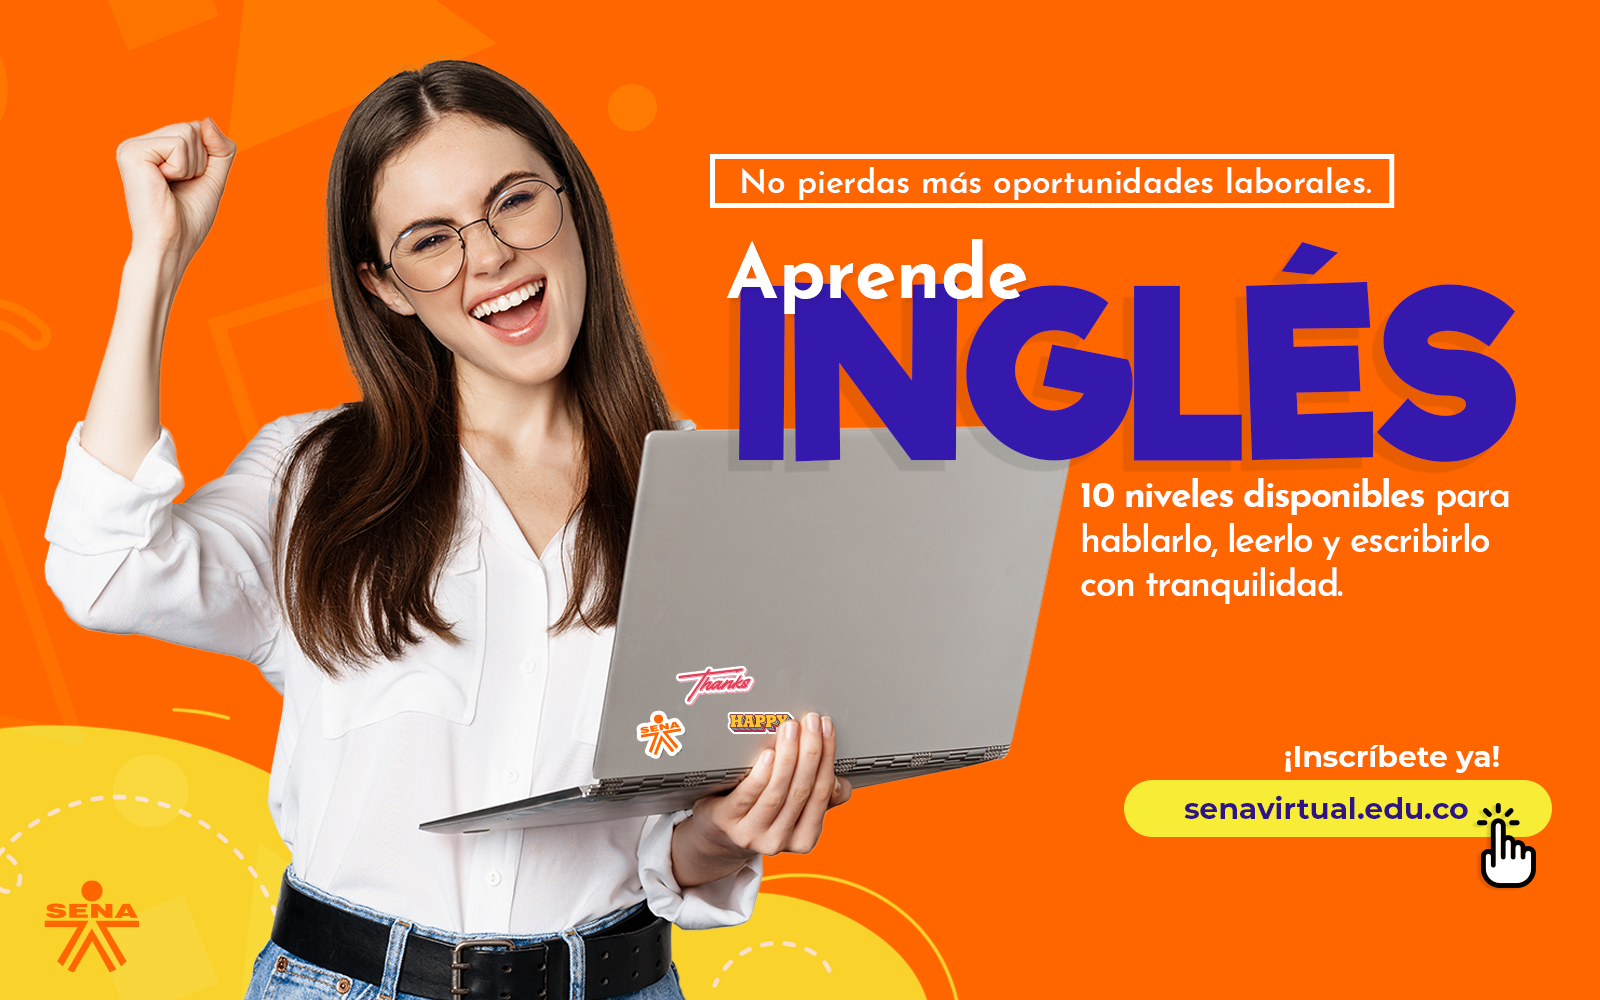 No pierdas más oportunidades laborales.
Aprende
INGLÉS
10 niveles disponibles para
hablarlo, leerlo y escribirlo
con tranquilidad.
Thanks
SENA
HAPPY
¡Inscríbete ya!
senavirtual.edu.co
SENA